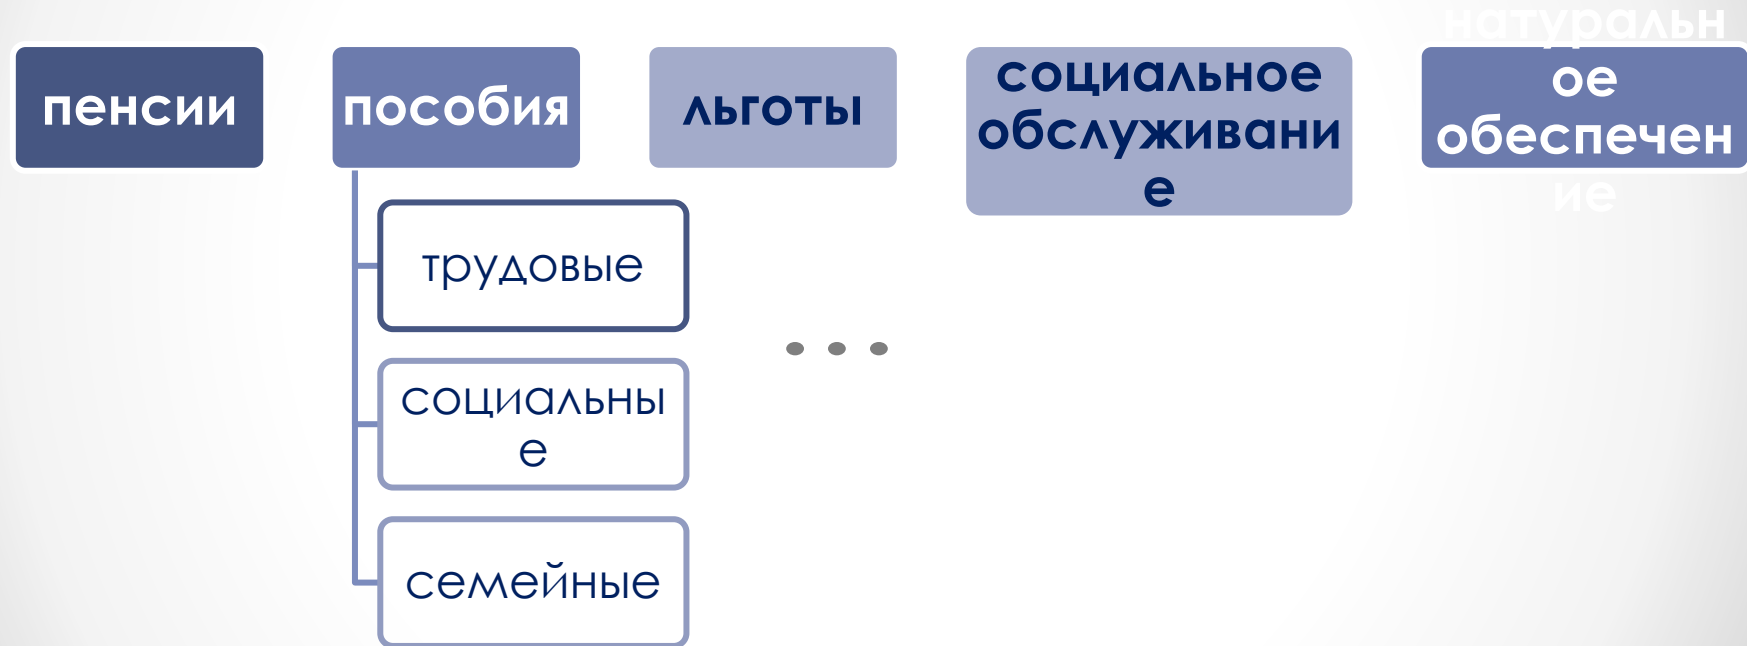 пенсии
пособия
льготы
социальное
обслуживани
е
натуральн
ое
обеспечен
ие
трудовые
социальны
е
семейные